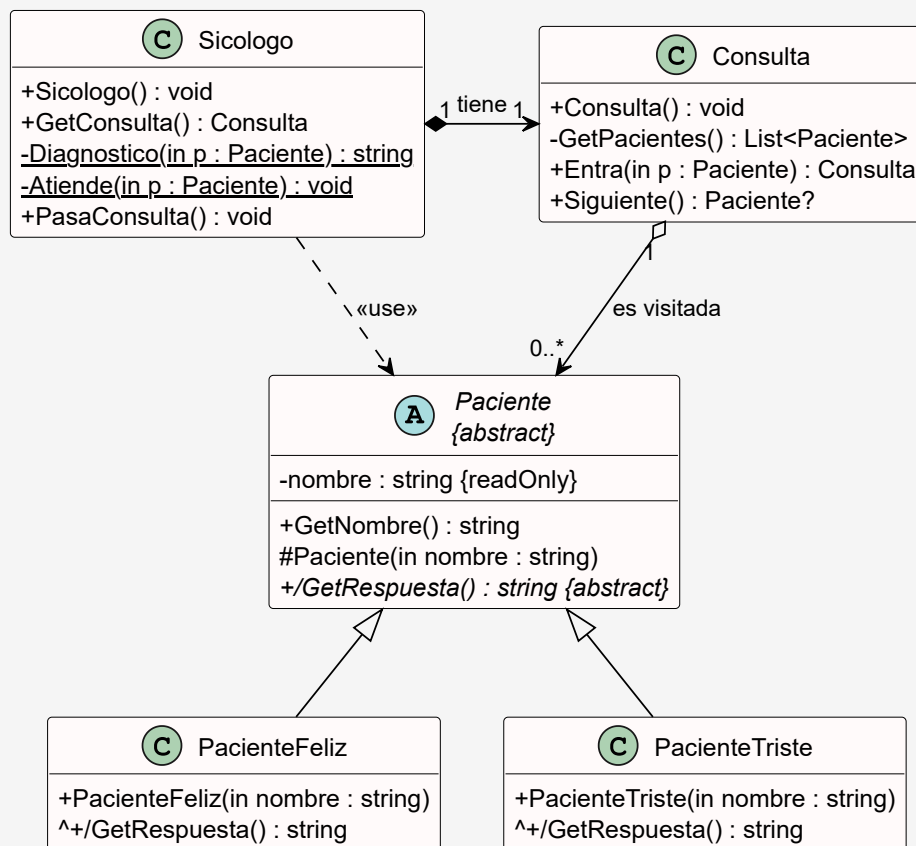 C Sicologo
+Sicologo() : void
+GetConsulta() : Consulta
-Diagnostico(in p : Paciente) : string
-Atiende(in p : Paciente) : void
+PasaConsulta() : void
1 tiene 1
C Consulta
+Consulta() : void
-GetPacientes() : List<Paciente>
+Entra(in p : Paciente) : Consulta
+Siguiente() : Paciente?
1
«use»
es visitada
0..*
A Paciente
{abstract}
-nombre : string {readOnly}
+GetNombre() : string
#Paciente(in nombre : string)
+/GetRespuesta() : string {abstract}
C PacienteFeliz
+PacienteFeliz(in nombre : string)
^+/GetRespuesta() : string
C PacienteTriste
+PacienteTriste(in nombre : string)
^+/GetRespuesta() : string